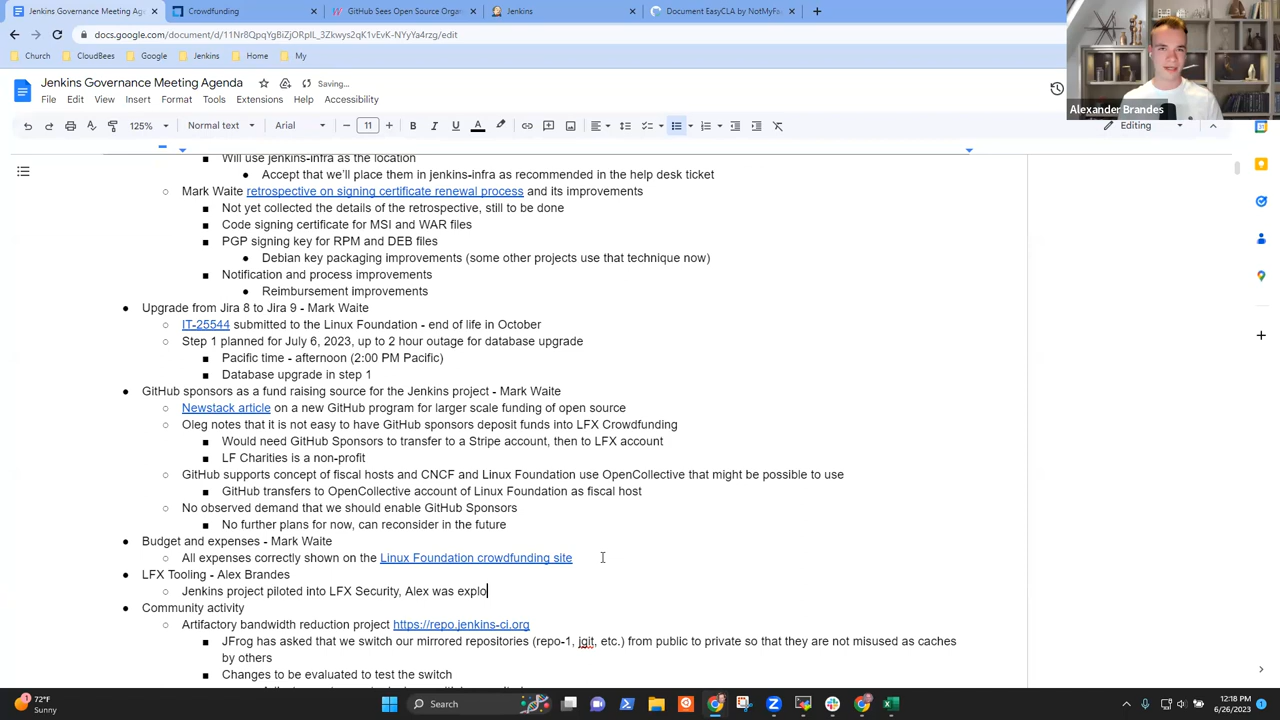 Jenkins Governance Meeting Ag
Crowdfunding
GitHub Sees Open Source Organ
Jenkins
Document EasyCLA by NotMyFa
docs.google.com/document/d/11Nr8QpqYgBiZjORpIL_3Zkwys2qK1vEvK-NYyYa4rzg/edit
Church
CloudBees
Google
Jenkins
Home
My
Jenkins Governance Meeting Agenda
Saving...
File Edit View Insert Format Tools Extensions Help Accessibility
Alexander Brandes
125% Normal text Arial 11 Editing
Will use jenkins-infra as the location
Accept that we'll place them in jenkins-infra as recommended in the help desk ticket
Mark Waite retrospective on signing certificate renewal process and its improvements
Not yet collected the details of the retrospective, still to be done
Code signing certificate for MSI and WAR files
PGP signing key for RPM and DEB files
Debian key packaging improvements (some other projects use that technique now)
Notification and process improvements
Reimbursement improvements
Upgrade from Jira 8 to Jira 9 - Mark Waite
IT-25544 submitted to the Linux Foundation - end of life in October
Step 1 planned for July 6, 2023, up to 2 hour outage for database upgrade
Pacific time - afternoon (2:00 PM Pacific)
Database upgrade in step 1
GitHub sponsors as a fund raising source for the Jenkins project - Mark Waite
Newstack article on a new GitHub program for larger scale funding of open source
Oleg notes that it is not easy to have GitHub sponsors deposit funds into LFX Crowdfunding
Would need GitHub Sponsors to transfer to a Stripe account, then to LFX account
LF Charities is a non-profit
GitHub supports concept of fiscal hosts and CNCF and Linux Foundation use OpenCollective that might be possible to use
GitHub transfers to OpenCollective account of Linux Foundation as fiscal host
No observed demand that we should enable GitHub Sponsors
No further plans for now, can reconsider in the future
Budget and expenses - Mark Waite
All expenses correctly shown on the Linux Foundation crowdfunding site
LFX Tooling - Alex Brandes
Jenkins project piloted into LFX Security, Alex was explo
Community activity
Artifactory bandwidth reduction project https://repo.jenkins-ci.org
JFrog has asked that we switch our mirrored repositories (repo-1, jgit, etc.) from public to private so that they are not misused as caches
by others
Changes to be evaluated to test the switch
72°F
Sunny
Search
12:18 PM
6/26/2023